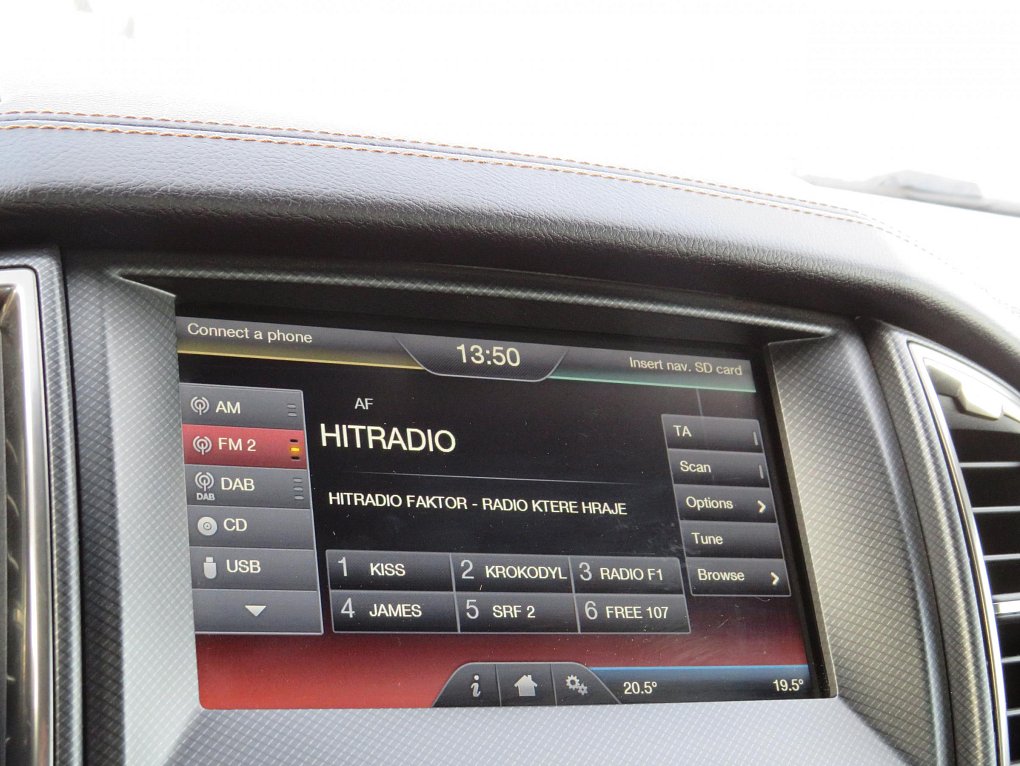 Connect a phone
13:50
Insert nav. SD card
AM
FM 2
DAB
DAB
CD
USB
AF
HITRADIO
HITRADIO FAKTOR - RADIO KTERE HRAJE
TA
Scan
Options
Tune
Browse
1 KISS
2 KROKODYL
3 RADIO F1
4 JAMES
5 SRF 2
6 FREE 107
i
20.5°
19.5°